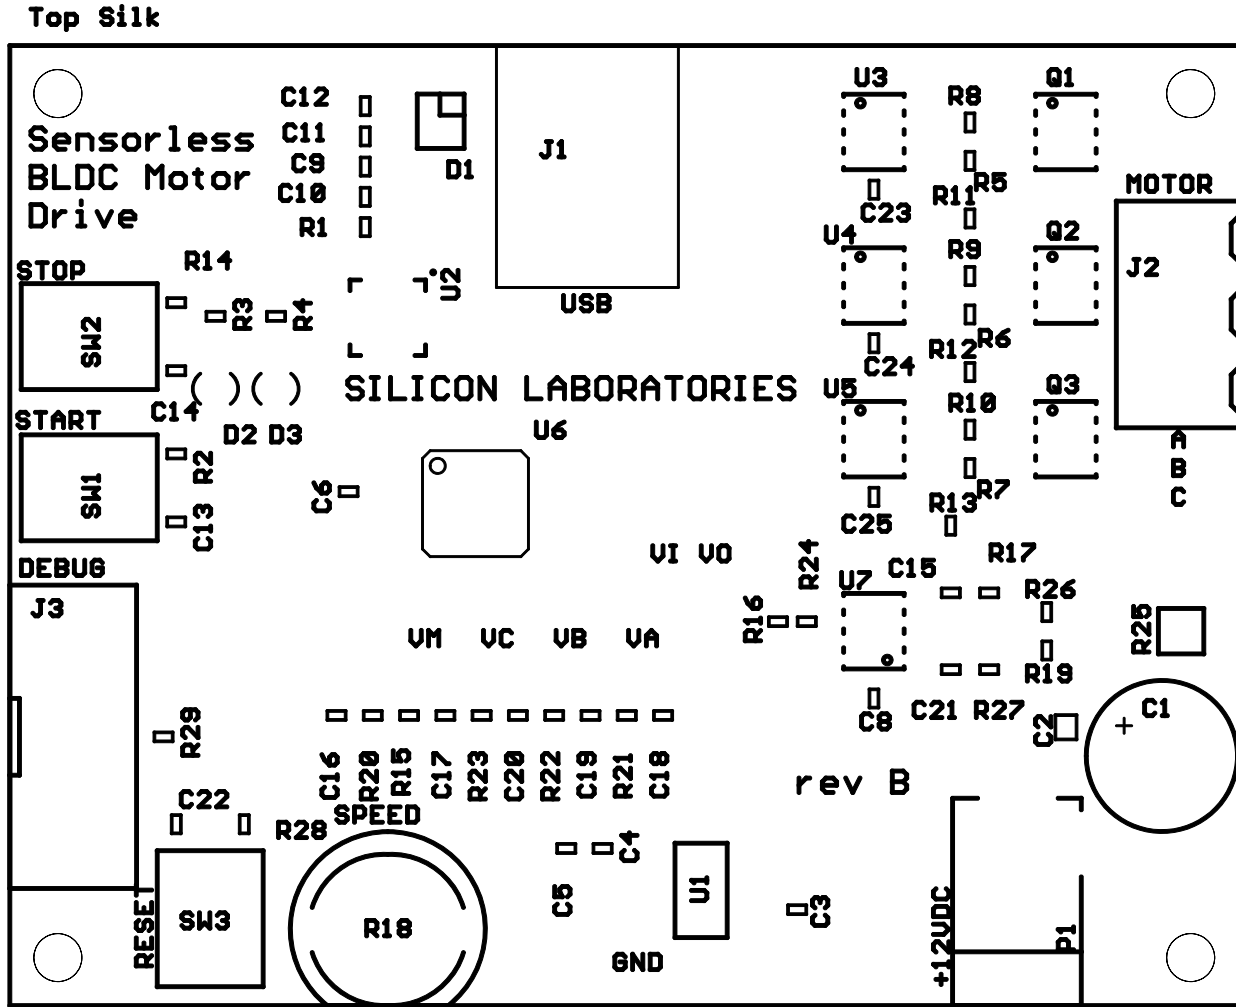 Top Silk
U3
Q1
C12
R8
C11
Sensorless
BLDC Motor
Drive
J1
C9
D1
C10
R5
MOTOR
R11
C23
R1
U4
Q2
R14
R9
STOP
J2
U2
USB
R3
R4
SW2
R6
R12
C24
SILICON LABORATORIES
U5
Q3
C14
R10
START
D2 D3
U6
A
B
C
R2
SW1
C6
R7
R13
C13
C25
VI VO
R24
R17
DEBUG
C15
U7
R26
J3
R16
R25
VM VC VB VA
R19
C21 R27
C1
C8
C2
+
R29
C16
R20
R15
C17
R23
C20
R22
C19
R21
C18
rev B
C22
SPEED
R28
C4
C5
U1
C3
RESET
SW3
R18
+12VDC
P1
GND